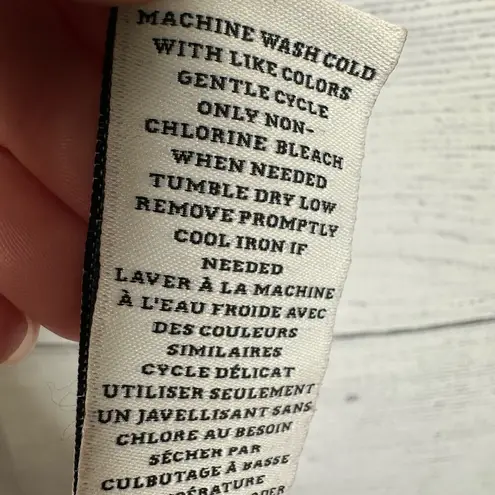 MACHINE WASH COLD
WITH LIKE COLORS
GENTLE CYCLE
ONLY NON-
CHLORINE BLEACH
WHEN NEEDED
TUMBLE DRY LOW
REMOVE PROMPTLY
COOL IRON IF
NEEDED
LAVER À LA MACHINE
À L'EAU FROIDE AVEC
DES COULEURS
SIMILAIRES
CYCLE DÉLICAT
UTILISER SEULEMENT
UN JAVELLISANT SANS
CHLORE AU BESOIN
SÉCHER PAR
CULBUTAGE À BASSE